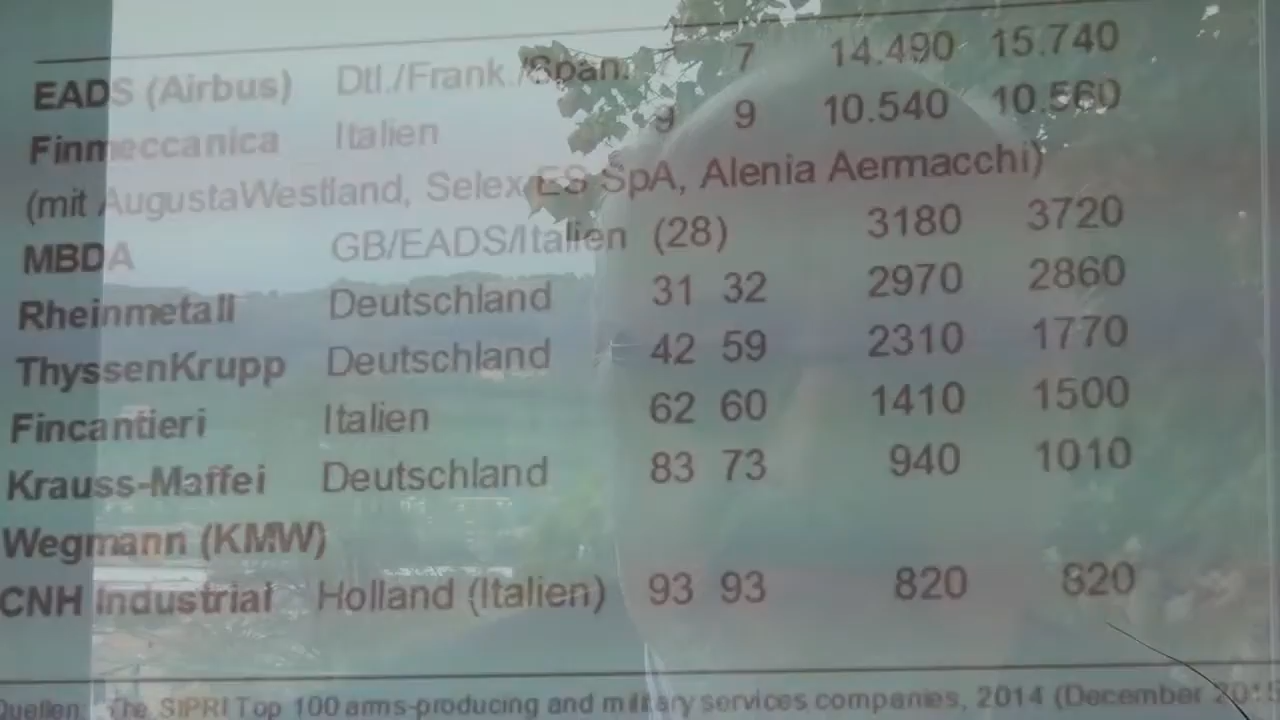 EADS (Airbus) Dtl./Frank./Span. 7 14.490 15.740
Finmeccanica Italien 9 9 10.540 10.560
(mit AugustaWestland, Selex ES SpA, Alenia Aermacchi)
MBDA GB/EADS/Italien (28) 3180 3720
Rheinmetall Deutschland 31 32 2970 2860
ThyssenKrupp Deutschland 42 59 2310 1770
Fincantieri Italien 62 60 1410 1500
Krauss-Maffei Deutschland 83 73 940 1010
Wegmann (KMW)
CNH Industrial Holland (Italien) 93 93 820 820
Quellen The SIPRI Top 100 arms-producing and military services companies, 2014 (December